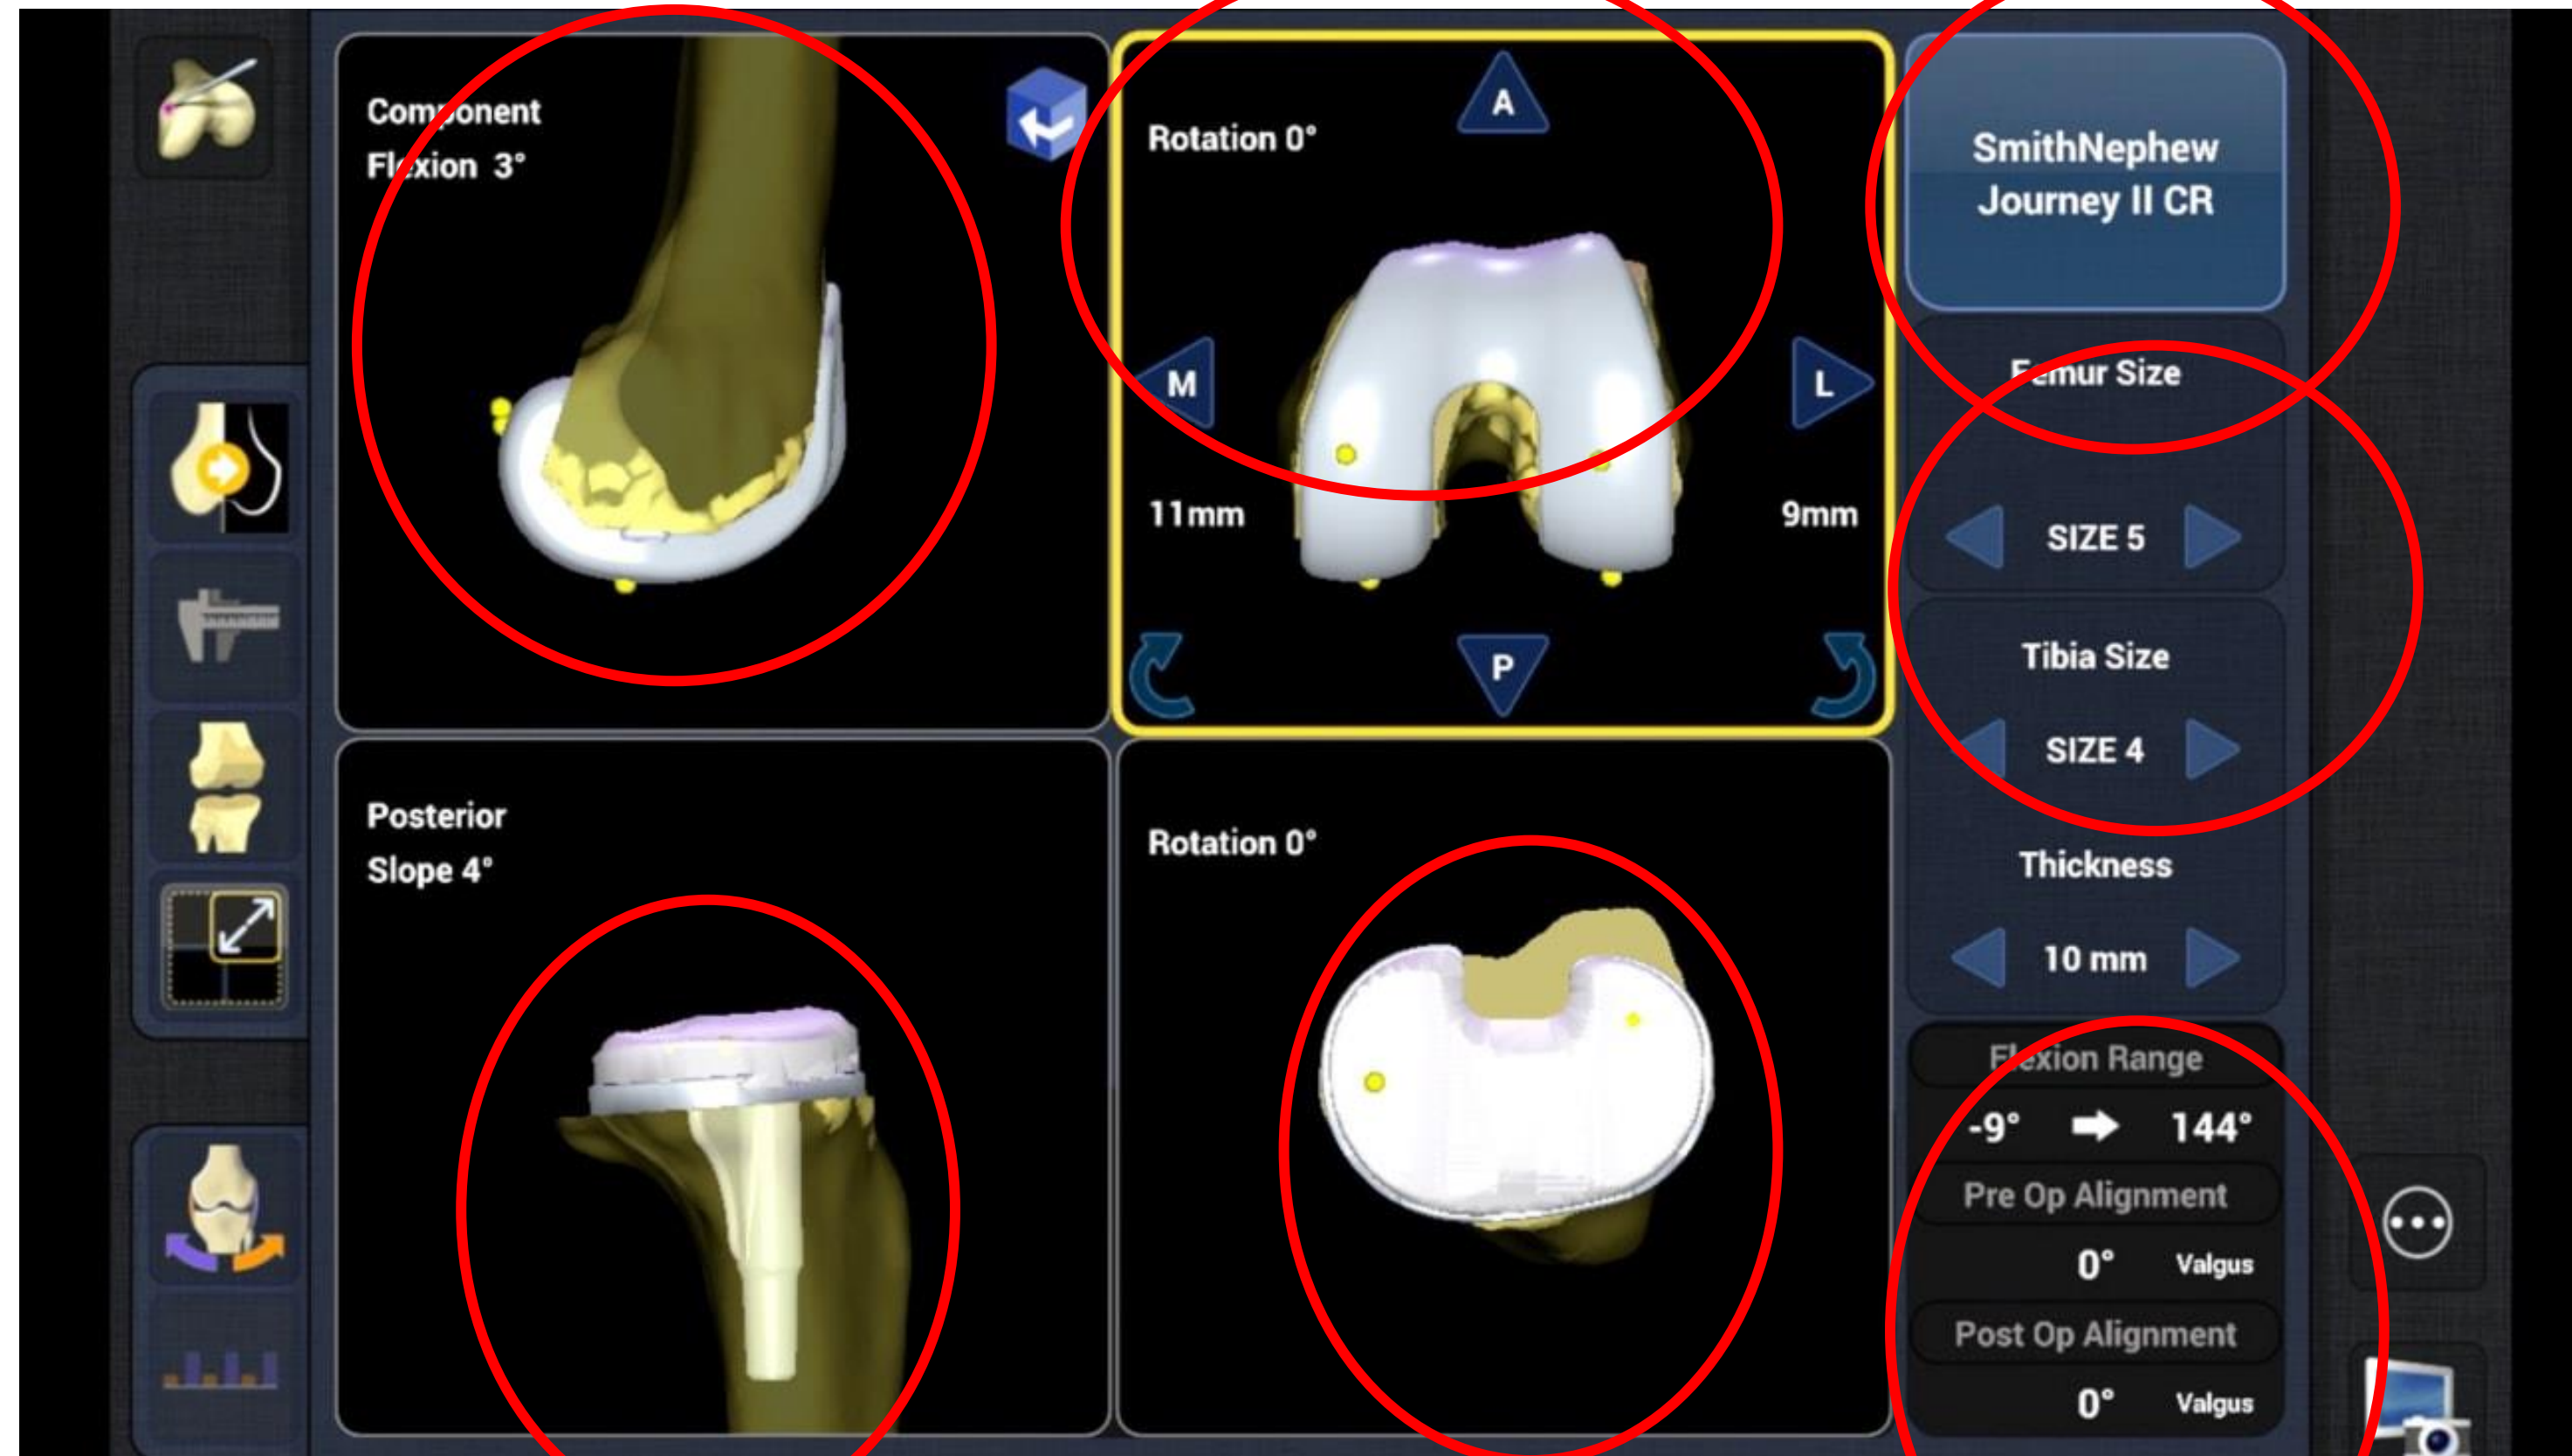 Component
Flexion 3°
Rotation 0°
A
M
L
11mm
9mm
P
SmithNephew
Journey II CR
Femur Size
SIZE 5
Tibia Size
SIZE 4
Thickness
10 mm
Posterior
Slope 4°
Rotation 0°
Flexion Range
-9° 144°
Pre Op Alignment
0° Valgus
Post Op Alignment
0° Valgus